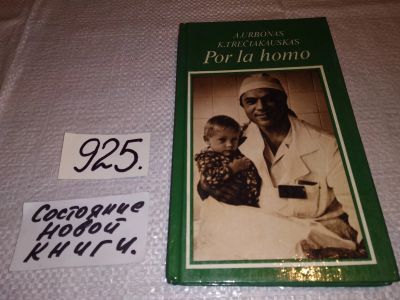 A.URBONAS
K.TREČIAKAUSKAS
Por la homo
925.
Состояние
новой
книги.